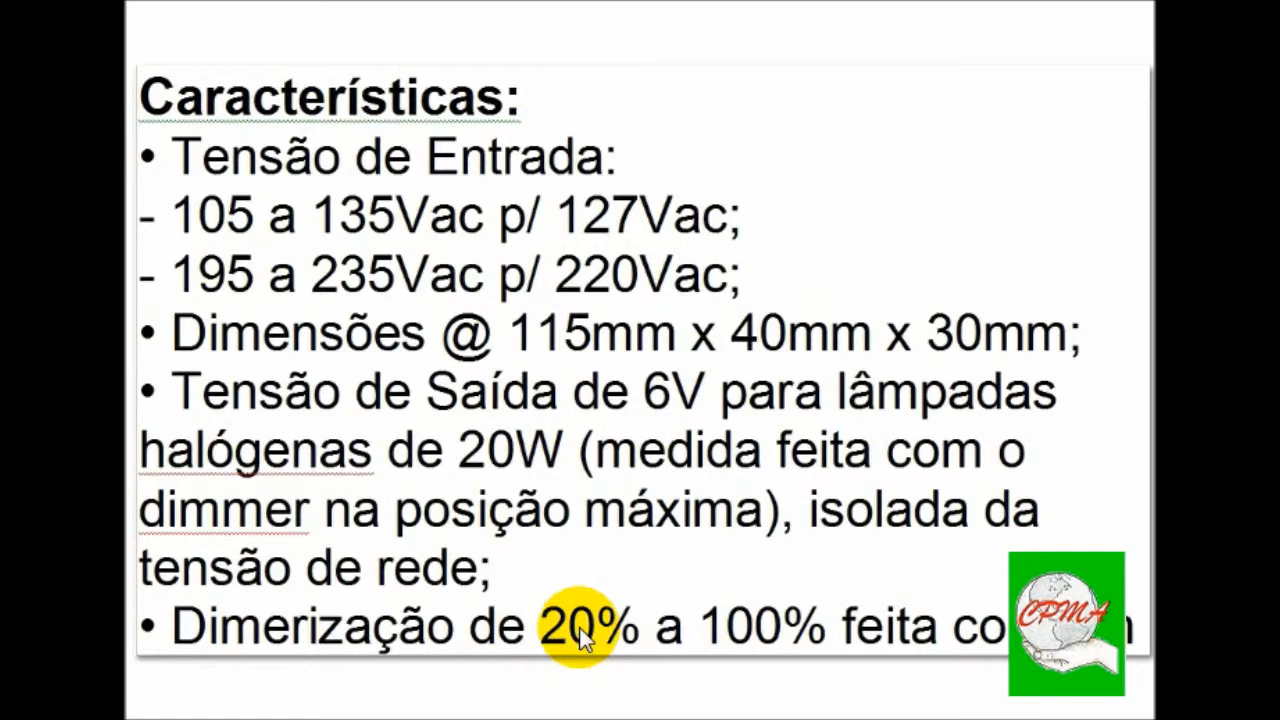 Características:
• Tensão de Entrada:
- 105 a 135Vac p/ 127Vac;
- 195 a 235Vac p/ 220Vac;
• Dimensões @ 115mm x 40mm x 30mm;
• Tensão de Saída de 6V para lâmpadas
halógenas de 20W (medida feita com o
dimmer na posição máxima), isolada da
tensão de rede;
• Dimerização de 20% a 100% feita
CPMA